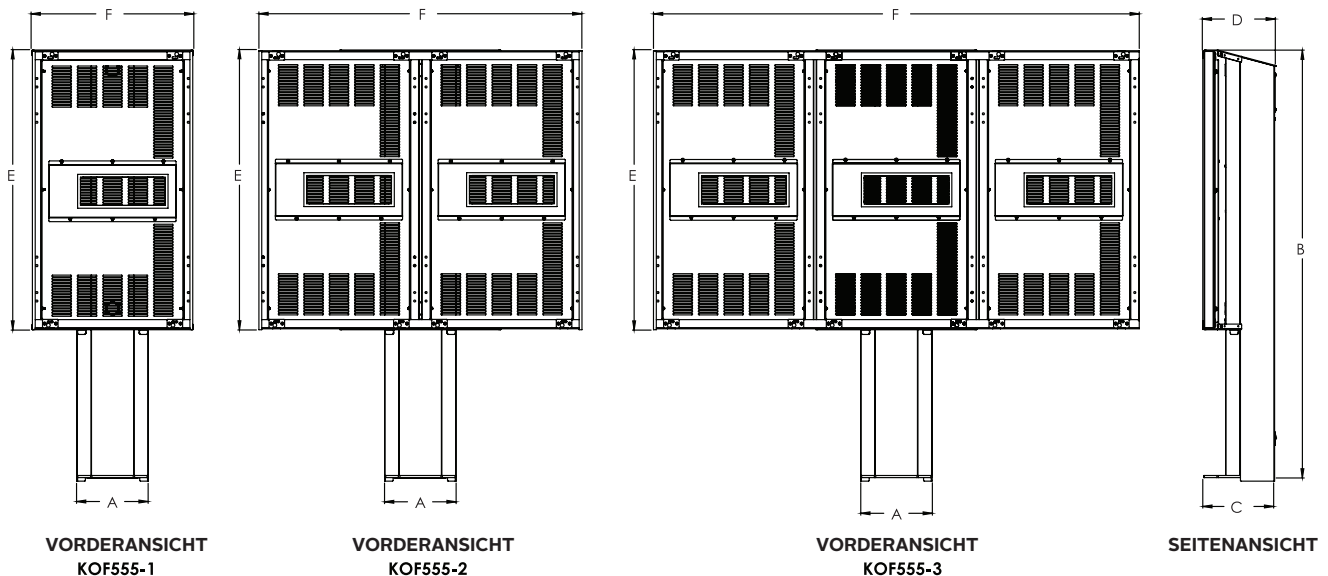 F
F
F
D
E
E
E
B
A
A
A
C
VORDERANSICHT
KOF555-1
VORDERANSICHT
KOF555-2
VORDERANSICHT
KOF555-3
SEITENANSICHT